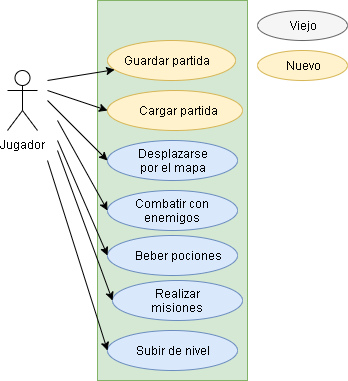 Viejo
Guardar partida
Nuevo
Cargar partida
Jugador
Desplazarse
por el mapa
Combatir con
enemigos
Beber pociones
Realizar
misiones
Subir de nivel